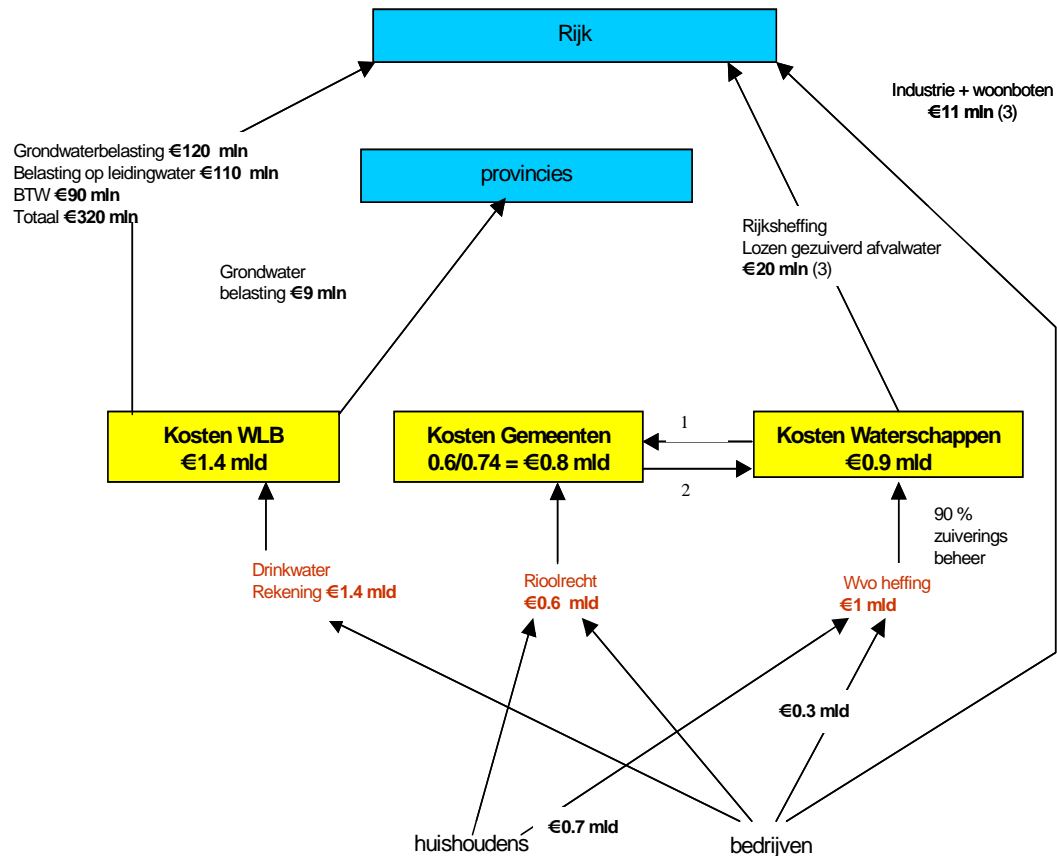 Rijk
Industrie + woonboten
€11 mln (3)
Grondwaterbelasting €120 mln
Belasting op leidingwater €110 mln
BTW €90 mln
Totaal €320 mln
provincies
Rijksheffing
Lozen gezuiverd afvalwater
€20 mln (3)
Grondwater
belasting €9 mln
Kosten WLB
€1.4 mld
Kosten Gemeenten
0.6/0.74 = €0.8 mld
1
2
Kosten Waterschappen
€0.9 mld
90 %
zuiverings
beheer
Drinkwater
Rekening €1.4 mld
Rioolrecht
€0.6 mld
Wvo heffing
€1 mld
€0.3 mld
€0.7 mld
huishoudens
bedrijven